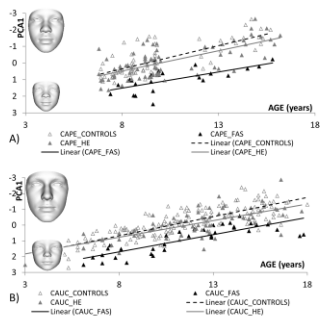 -3
-2
-1
0
1
2
3
PCA1
3 8 13 18
AGE (years)
A)
CAPE_CONTROLS CAPE_FAS
CAPE_HE Linear (CAPE_CONTROLS)
Linear (CAPE_FAS) Linear (CAPE_HE)
-3
-2
-1
0
1
2
3
PCA1
3 8 13 18
AGE (years)
B)
CAUC_CONTROLS CAUC_FAS
CAUC_HE Linear (CAUC_CONTROLS)
Linear (CAUC_FAS) Linear (CAUC_HE)